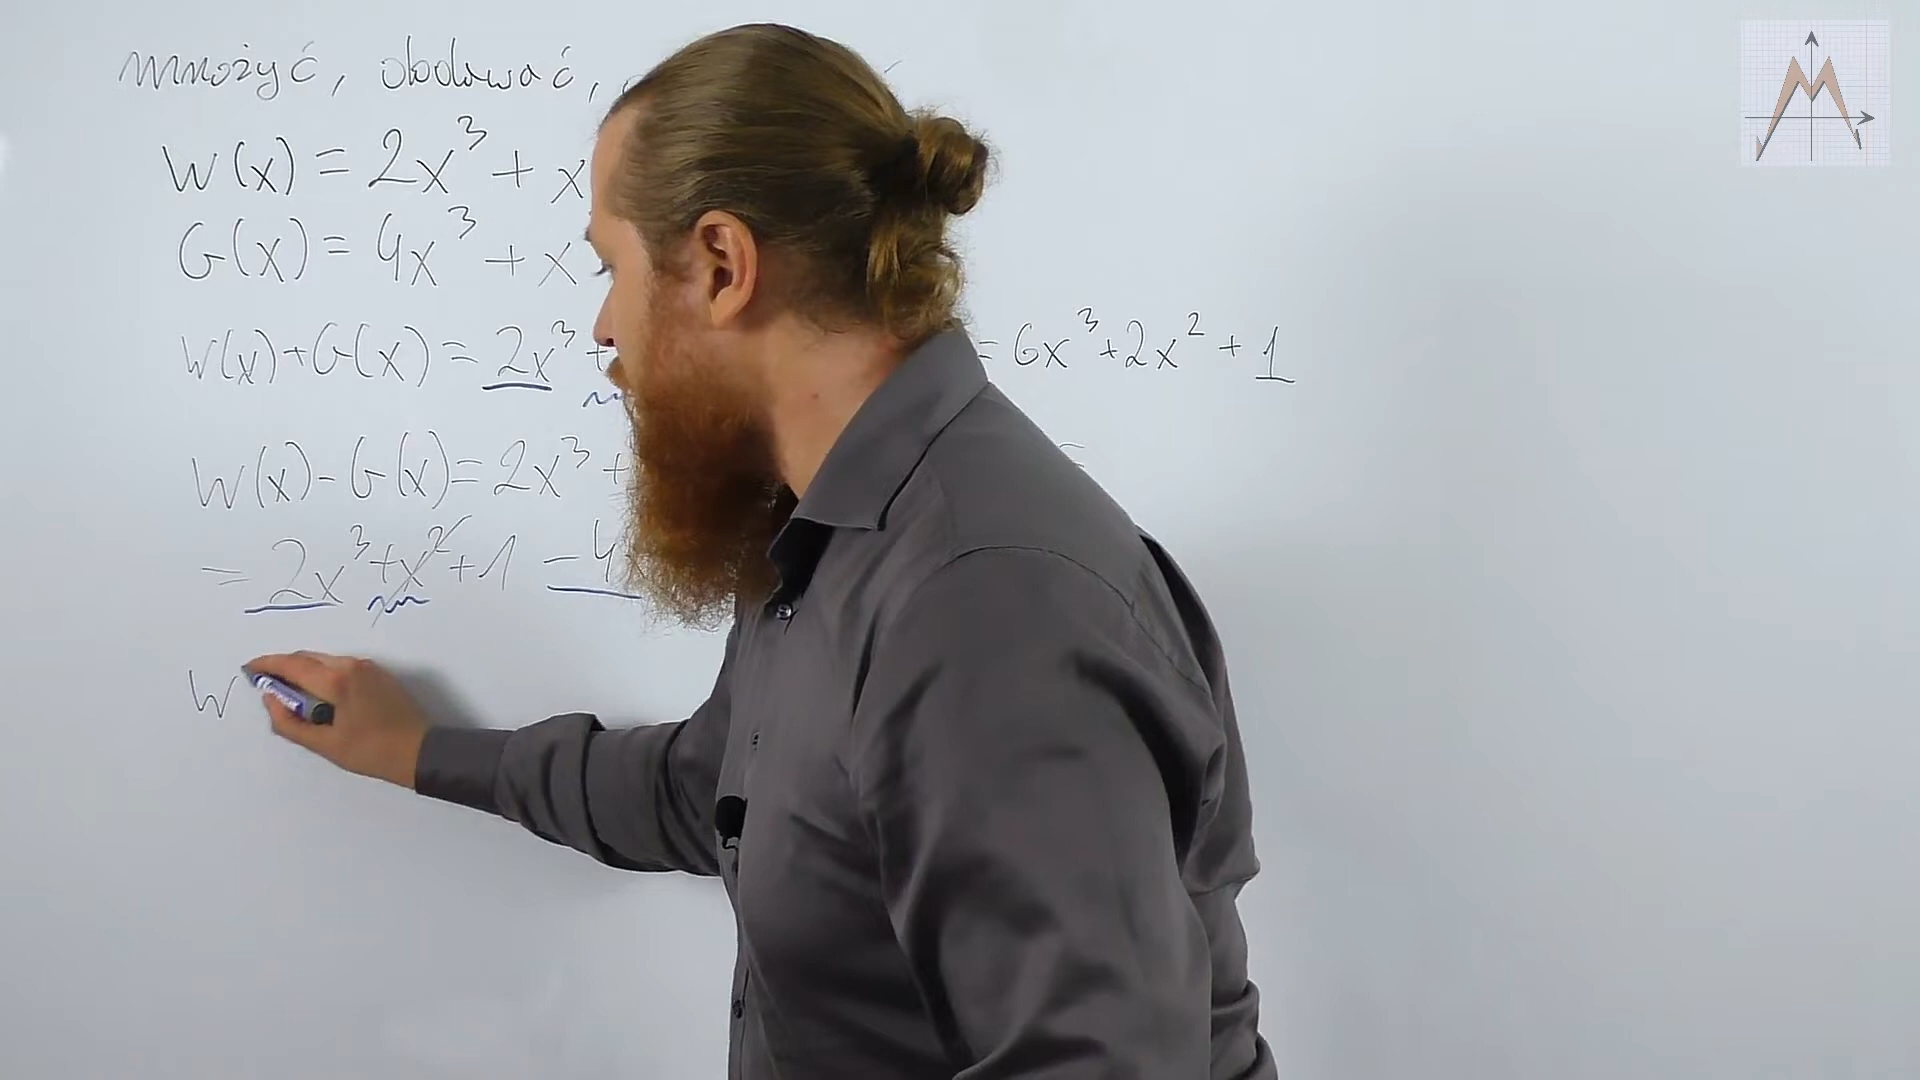 mnożyć, dodawać,
W(x) = 2x³ + x
G(x) = 4x³ + x
W(x)+G(x) = 2x³ + = 6x³+2x² + 1
W(x)-G(x)= 2x³ + =
= 2x³+x²+1 -4
W